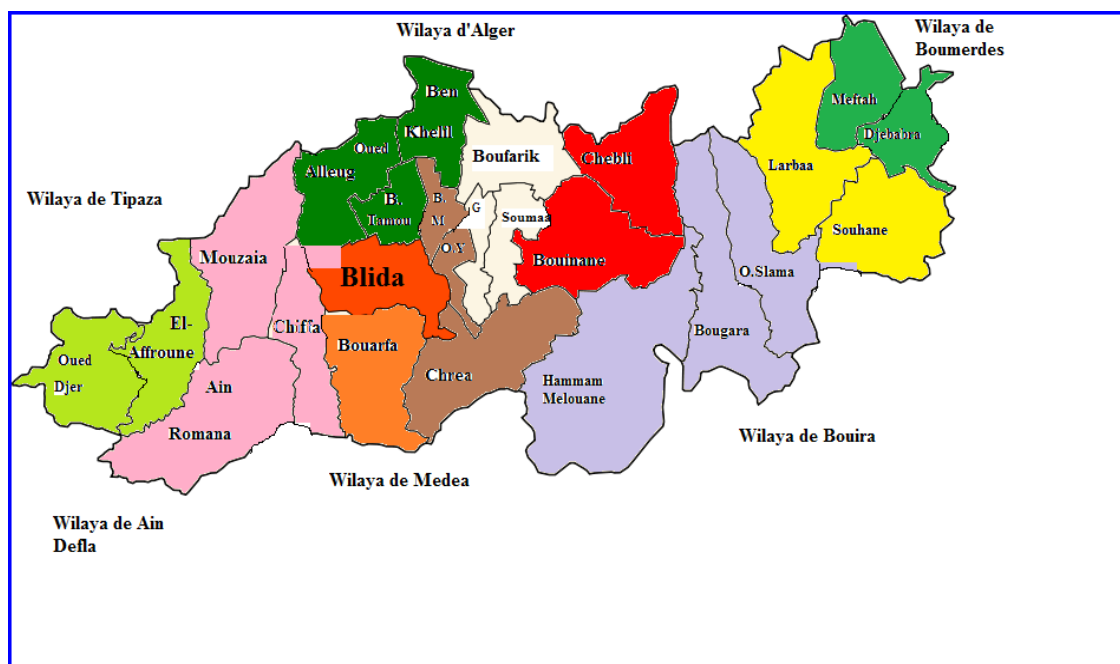 Wilaya d'Alger
Wilaya de
Boumerdes
Ben
Khelil
Meftah
Djebabra
Oued
Alleug
Boufarik
Chebli
Larbaa
B.
Tamou
B.
M
G
Soumaa
Wilaya de Tipaza
Souhane
Mouzaia
O.Y
Bouinane
O.Slama
Blida
El-
Affroune
Chiffa
Bouarfa
Bougara
Oued
Djer
Ain
Romana
Chrea
Hammam
Melouane
Wilaya de Bouira
Wilaya de Medea
Wilaya de Ain
Defla